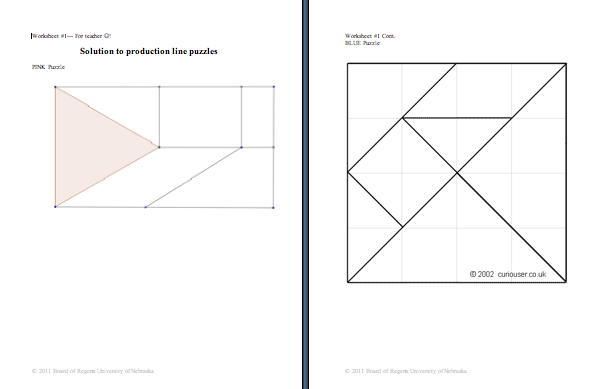 Worksheet #1--- For teacher ☺!
Solution to production line puzzles
PINK Puzzle
© 2011 Board of Regents University of Nebraska
Worksheet #1 Cont.
BLUE Puzzle
© 2002 curiouser.co.uk
© 2011 Board of Regents University of Nebraska